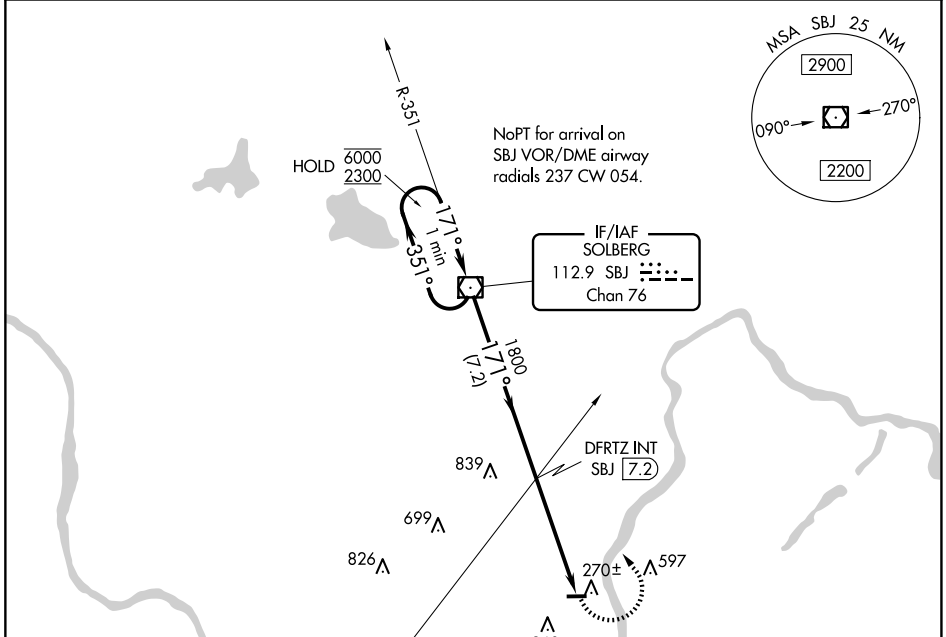 MSA SBJ 25 NM
2900
090°
270°
2200
R-351
NoPT for arrival on
SBJ VOR/DME airway
radials 237 CW 054.
HOLD 6000
2300
171°
1 min
351°
IF/IAF
SOLBERG
112.9 SBJ
Chan 76
1800
171°
(7.2)
DFRTZ INT
SBJ 7.2
839
699
826
270±
597